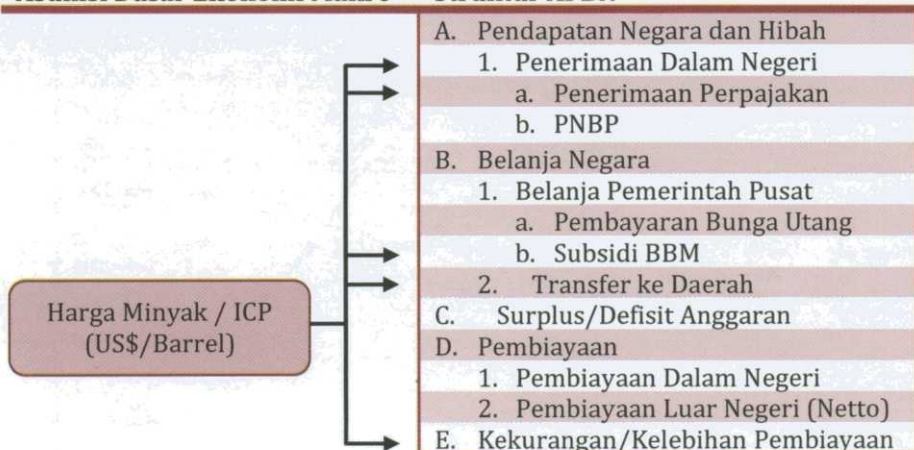 Harga Minyak / ICP
(US$/Barrel)
A. Pendapatan Negara dan Hibah
1. Penerimaan Dalam Negeri
a. Penerimaan Perpajakan
b. PNBP
B. Belanja Negara
1. Belanja Pemerintah Pusat
a. Pembayaran Bunga Utang
b. Subsidi BBM
2. Transfer ke Daerah
C. Surplus/Defisit Anggaran
D. Pembiayaan
1. Pembiayaan Dalam Negeri
2. Pembiayaan Luar Negeri (Netto)
E. Kekurangan/Kelebihan Pembiayaan